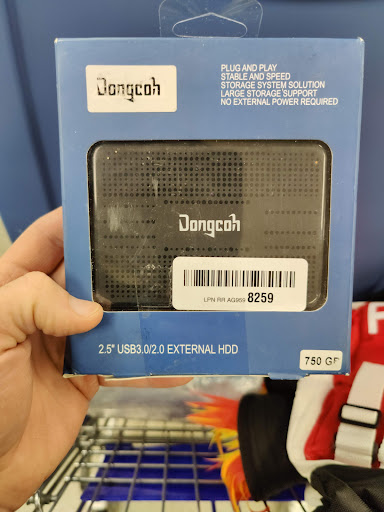 Dongcoh
PLUG AND PLAY
STABLE AND SPEED
STORAGE SYSTEM SOLUTION
LARGE STORAGE SUPPORT
NO EXTERNAL POWER REQUIRED
Dongcoh
LPN RR AG959 8259
2.5" USB3.0/2.0 EXTERNAL HDD
750 GB